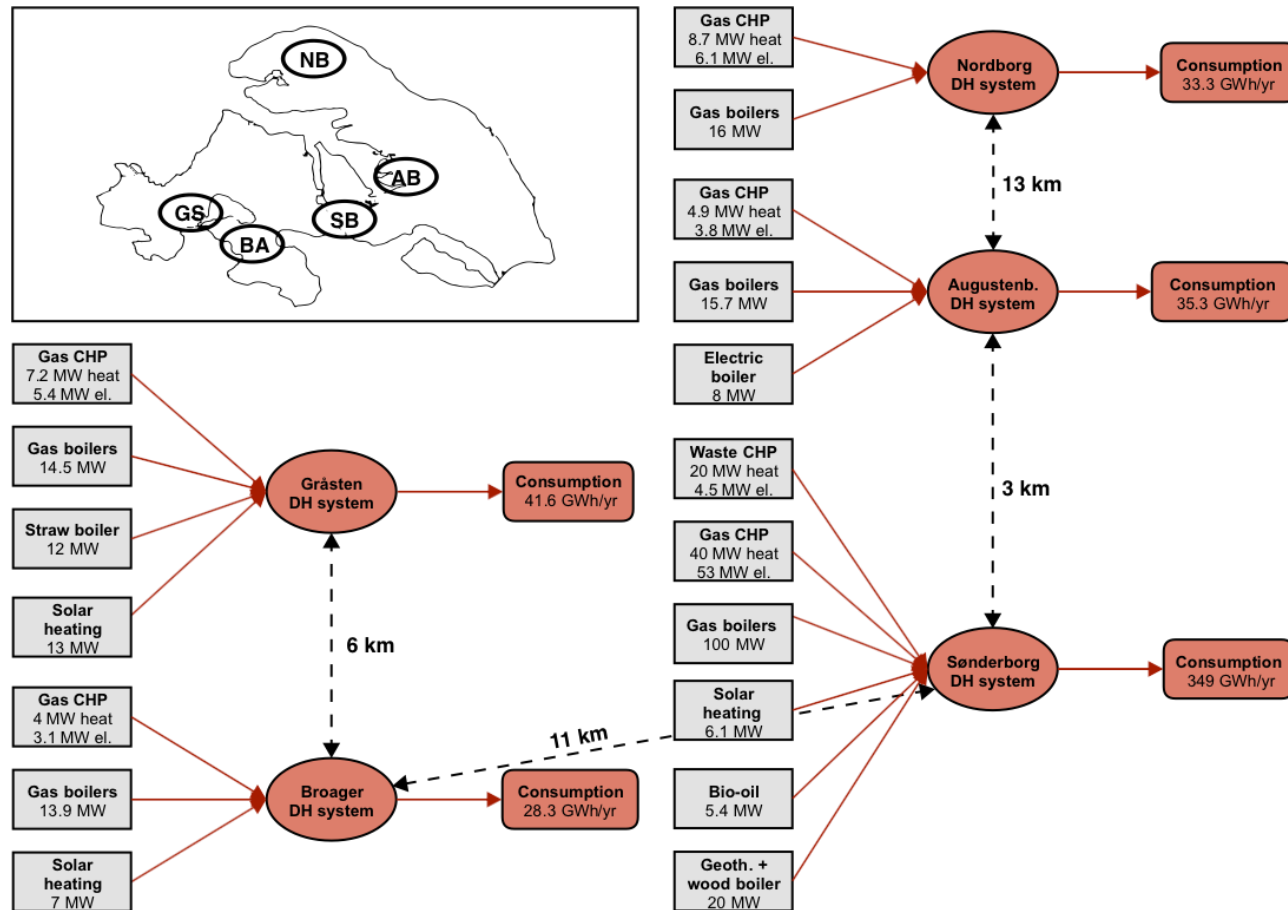 NB
AB
GS
SB
BA
Gas CHP
8.7 MW heat
6.1 MW el.
Gas boilers
16 MW
Nordborg
DH system
Consumption
33.3 GWh/yr
13 km
Gas CHP
4.9 MW heat
3.8 MW el.
Gas boilers
15.7 MW
Electric
boiler
8 MW
Augustenb.
DH system
Consumption
35.3 GWh/yr
3 km
Gas CHP
7.2 MW heat
5.4 MW el.
Gas boilers
14.5 MW
Straw boiler
12 MW
Solar
heating
13 MW
Gråsten
DH system
Consumption
41.6 GWh/yr
6 km
Gas CHP
4 MW heat
3.1 MW el.
Gas boilers
13.9 MW
Solar
heating
7 MW
Broager
DH system
Consumption
28.3 GWh/yr
11 km
Waste CHP
20 MW heat
4.5 MW el.
Gas CHP
40 MW heat
53 MW el.
Gas boilers
100 MW
Solar
heating
6.1 MW
Bio-oil
5.4 MW
Geoth. +
wood boiler
20 MW
Sønderborg
DH system
Consumption
349 GWh/yr